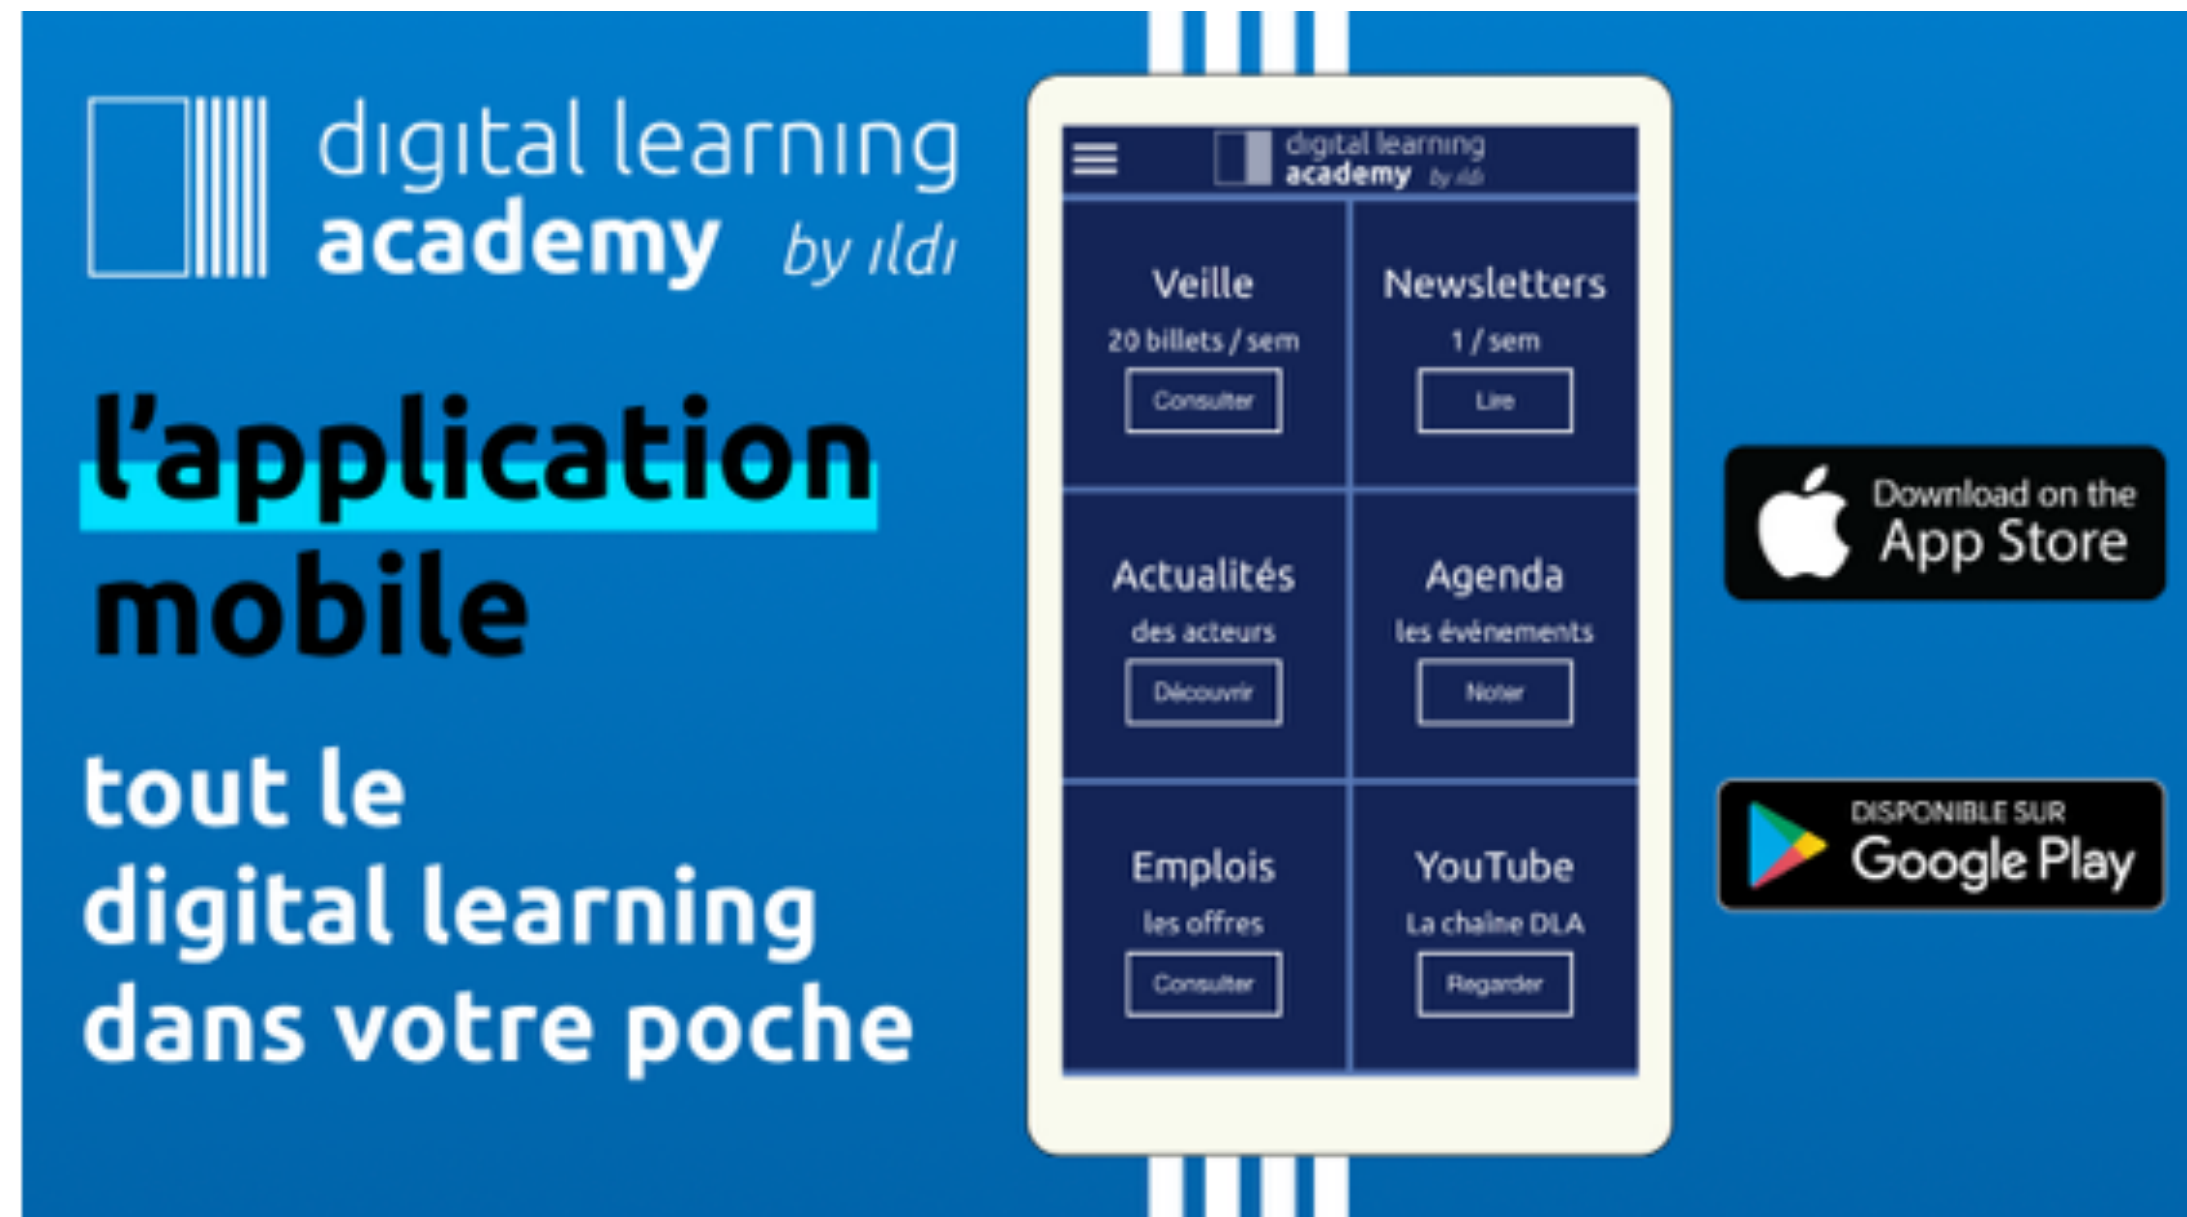 digital learning
academy by ildi
l'application
mobile
tout le
digital learning
dans votre poche
digital learning
academy by ildi
Veille
20 billets / sem
Consulter
Newsletters
1 / sem
Lire
Actualités
des acteurs
Découvrir
Agenda
les événements
Noter
Emplois
les offres
Consulter
YouTube
La chaîne DLA
Regarder
Download on the
App Store
DISPONIBLE SUR
Google Play